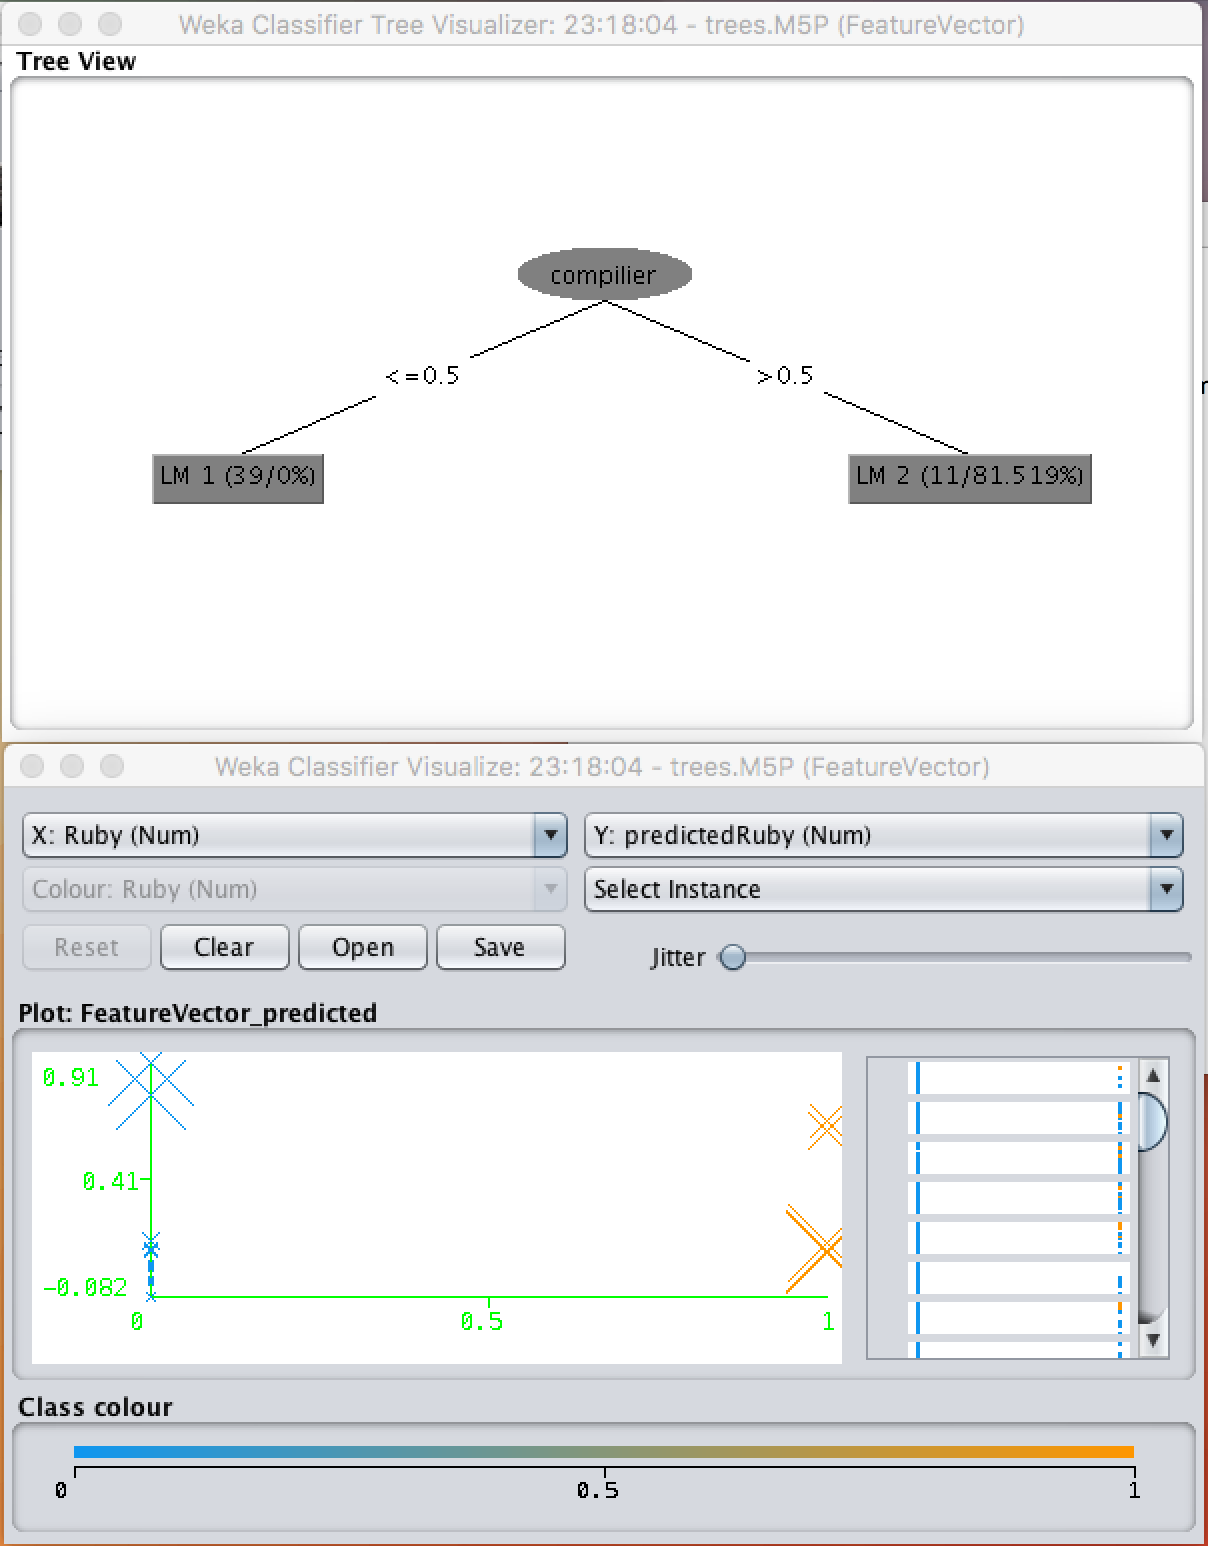 Weka Classifier Tree Visualizer: 23:18:04 - trees.M5P (FeatureVector)
Tree View
compilier
<=0.5
>0.5
LM 1 (39/0%)
LM 2 (11/81.519%)
Weka Classifier Visualize: 23:18:04 - trees.M5P (FeatureVector)
X: Ruby (Num)
Y: predictedRuby (Num)
Colour: Ruby (Num)
Select Instance
Reset
Clear
Open
Save
Jitter
Plot: FeatureVector_predicted
0.91
0.41
-0.082
0
0.5
1
Class colour
0
0.5
1